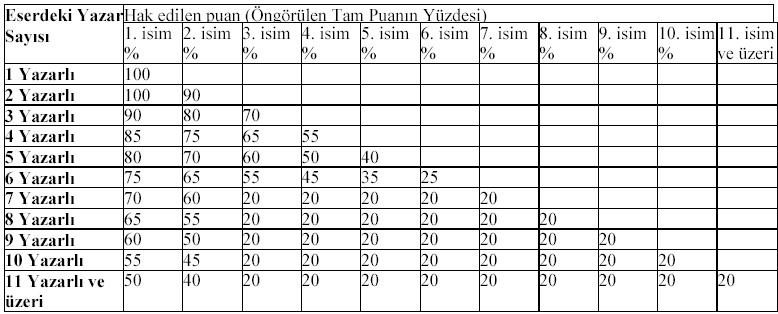 Eserdeki Yazar Hak edilen puan (Öngörülen Tam Puanın Yüzdesi)
Sayısı 1. isim 2. isim 3. isim 4. isim 5. isim 6. isim 7. isim 8. isim 9. isim 10. isim 11. isim
% % % % % % % % % % ve üzeri
1 Yazarlı 100
2 Yazarlı 100 90
3 Yazarlı 90 80 70
4 Yazarlı 85 75 65 55
5 Yazarlı 80 70 60 50 40
6 Yazarlı 75 65 55 45 35 25
7 Yazarlı 70 60 20 20 20 20 20
8 Yazarlı 65 55 20 20 20 20 20 20
9 Yazarlı 60 50 20 20 20 20 20 20 20
10 Yazarlı 55 45 20 20 20 20 20 20 20 20
11 Yazarlı ve 50 40 20 20 20 20 20 20 20 20 20
üzeri